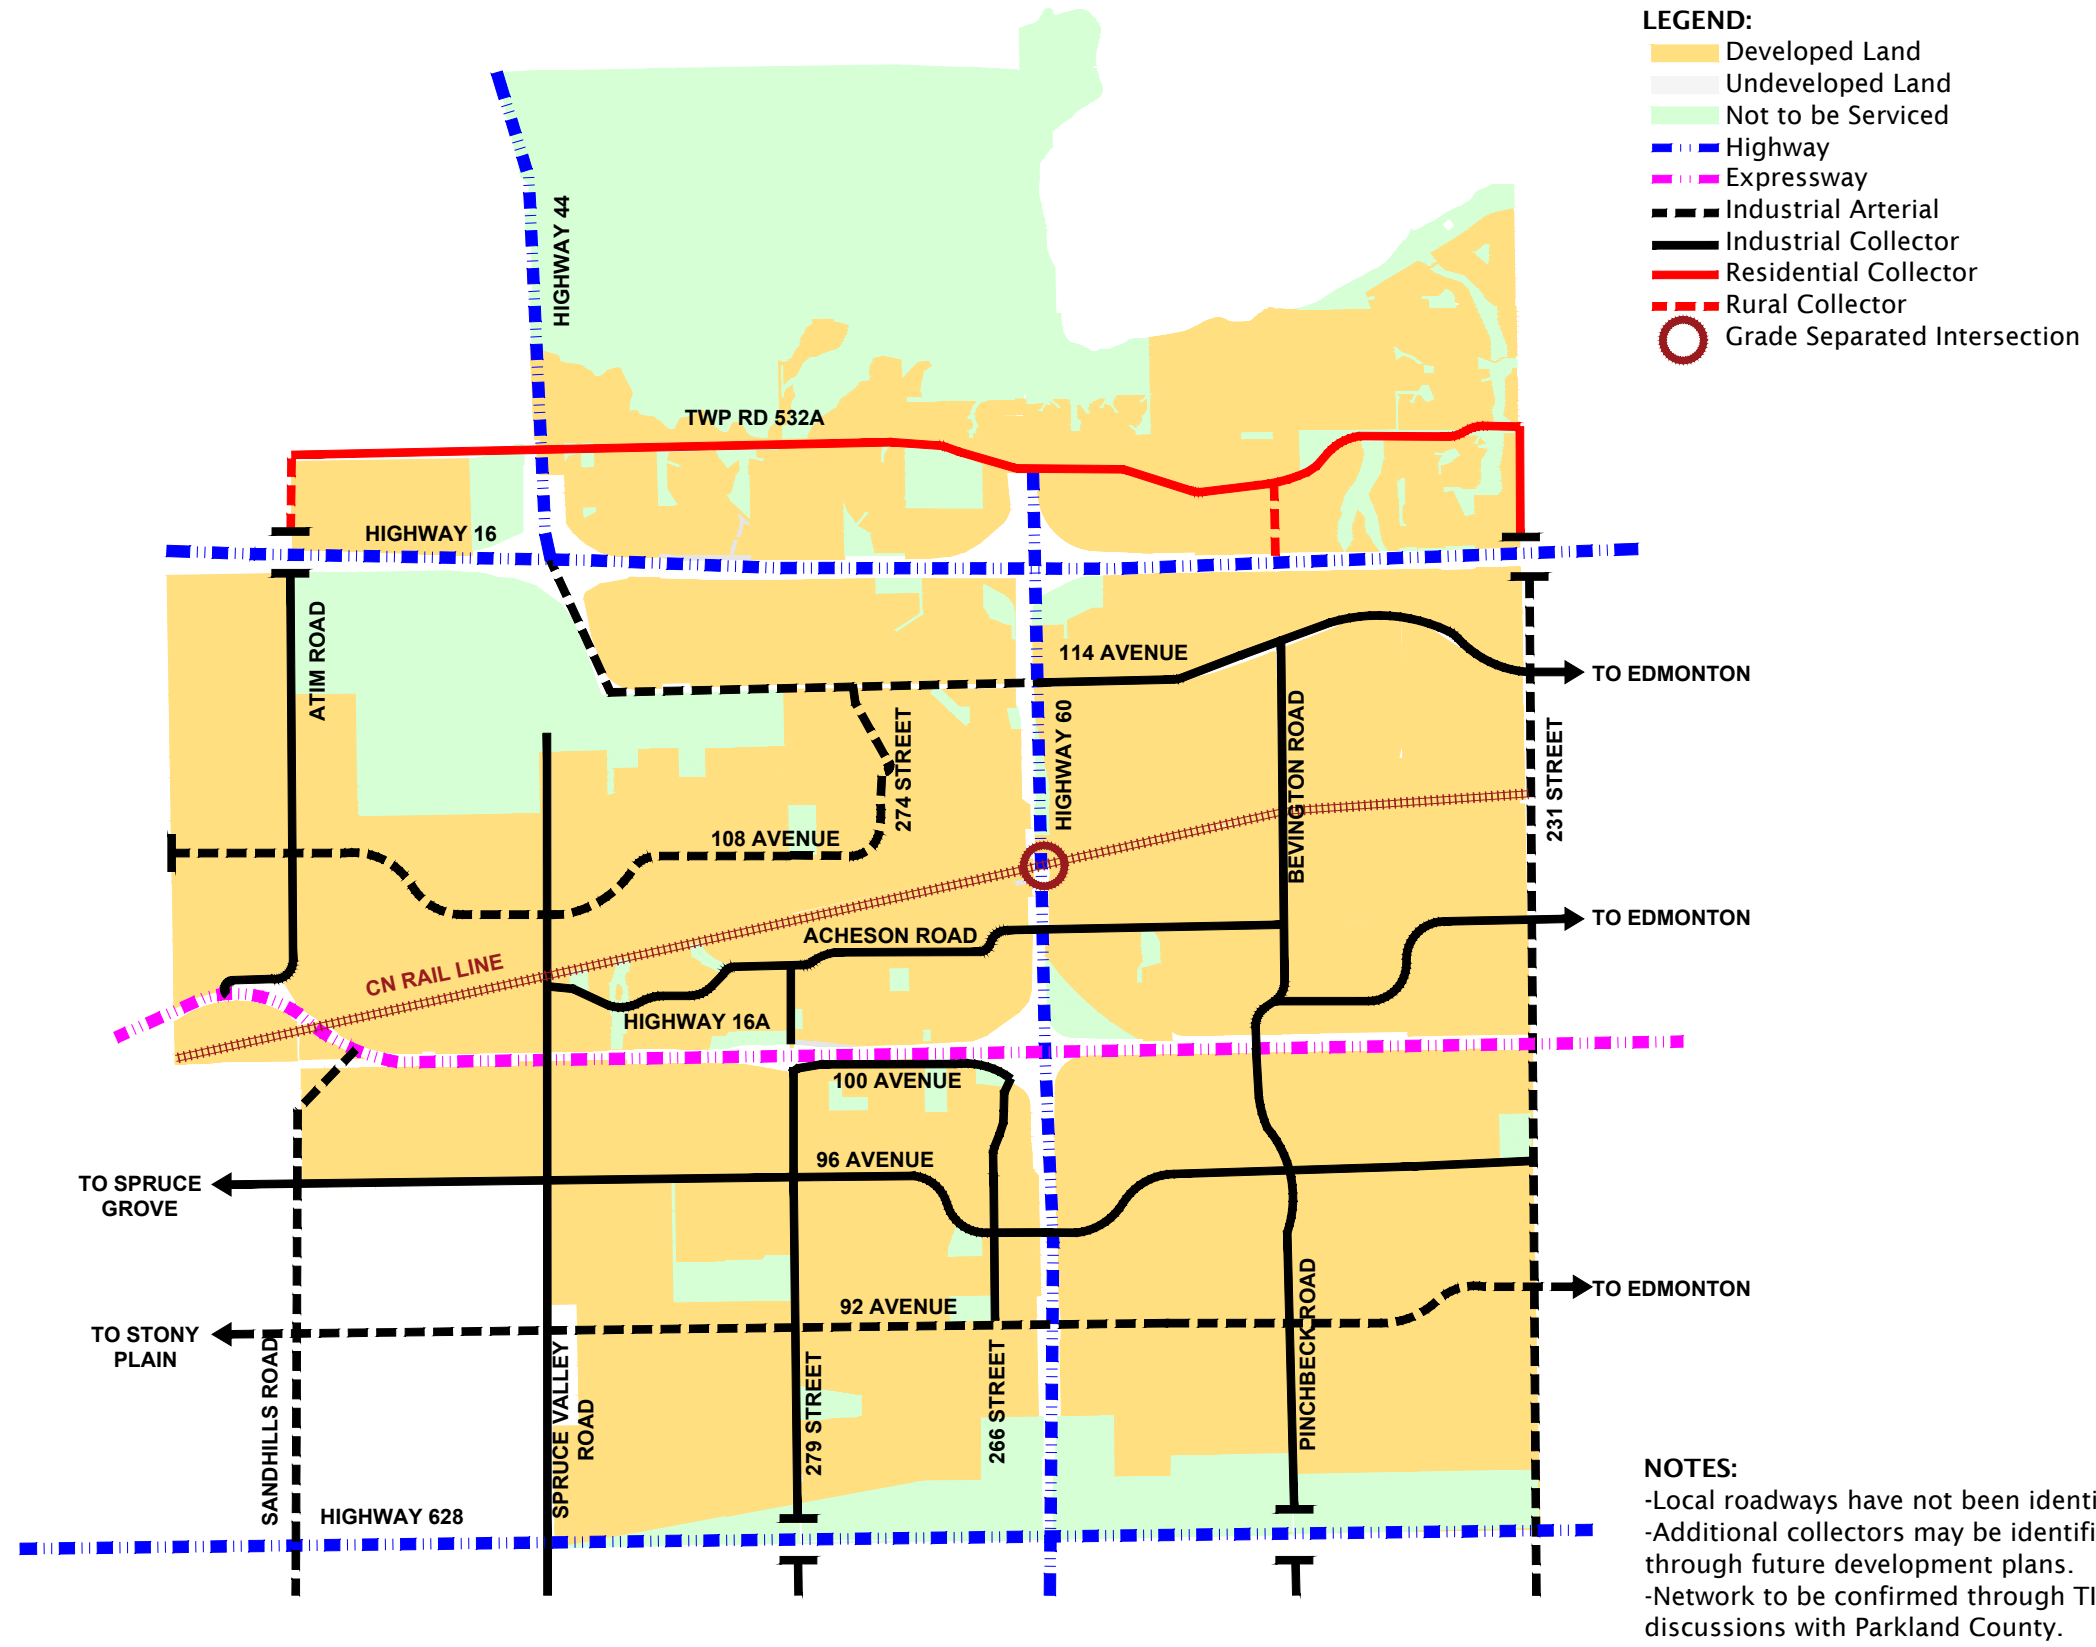 LEGEND:
Developed Land
Undeveloped Land
Not to be Serviced
Highway
Expressway
Industrial Arterial
Industrial Collector
Residential Collector
Rural Collector
Grade Separated Intersection
HIGHWAY 44
TWP RD 532A
HIGHWAY 16
ATIM ROAD
114 AVENUE
TO EDMONTON
274 STREET
HIGHWAY 60
BEVINGTON ROAD
231 STREET
108 AVENUE
ACHESON ROAD
TO EDMONTON
CN RAIL LINE
HIGHWAY 16A
100 AVENUE
96 AVENUE
TO SPRUCE
GROVE
92 AVENUE
TO EDMONTON
TO STONY
PLAIN
SANDHILLS ROAD
SPRUCE VALLEY
ROAD
279 STREET
266 STREET
PINCHBECK ROAD
HIGHWAY 628
NOTES:
-Local roadways have not been identi
-Additional collectors may be identifi
through future development plans.
-Network to be confirmed through TI
discussions with Parkland County.